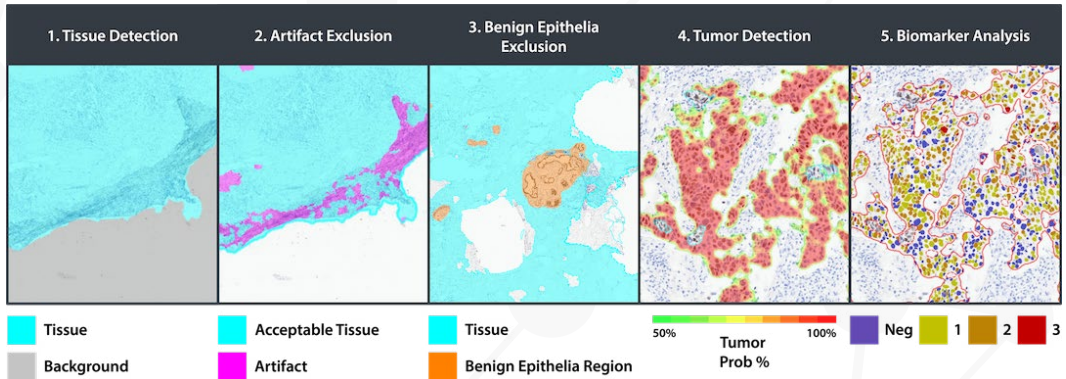 1. Tissue Detection
2. Artifact Exclusion
3. Benign Epithelia
Exclusion
4. Tumor Detection
5. Biomarker Analysis
Tissue
Background
Acceptable Tissue
Artifact
Tissue
Benign Epithelia Region
50%
100%
Tumor
Prob %
Neg
1
2
3